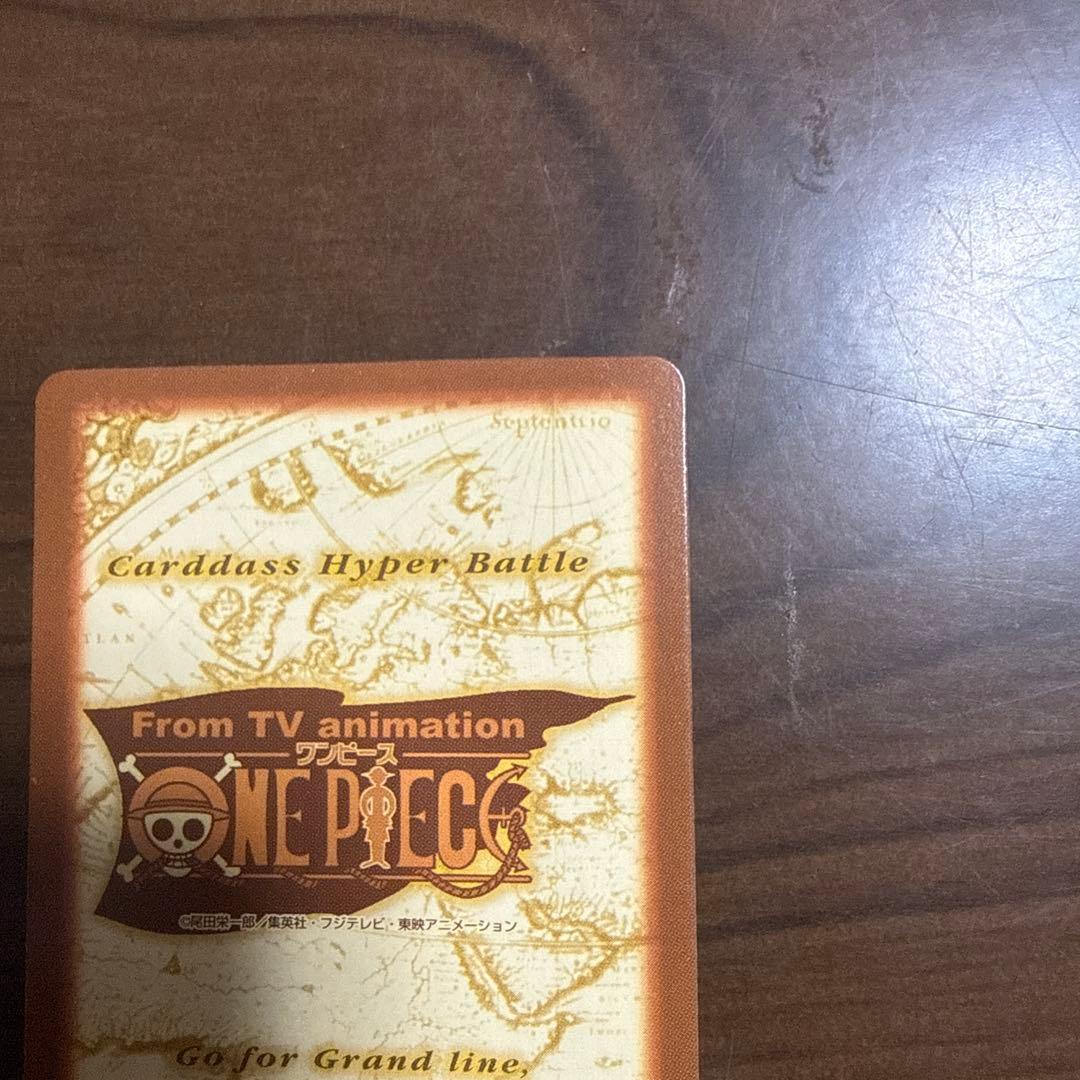 Septentrio
Carddass Hyper Battle
TLAN
From TV animation
ワンピース
ONE PIECE
©尾田栄一郎/集英社・フジテレビ・東映アニメーション
Go for Grand line,